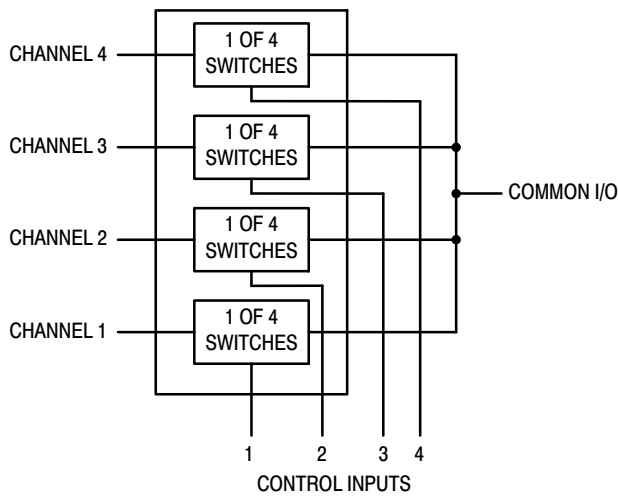 CHANNEL 4
1 OF 4
SWITCHES
CHANNEL 3
1 OF 4
SWITCHES
COMMON I/O
CHANNEL 2
1 OF 4
SWITCHES
CHANNEL 1
1 OF 4
SWITCHES
1 2 3 4
CONTROL INPUTS